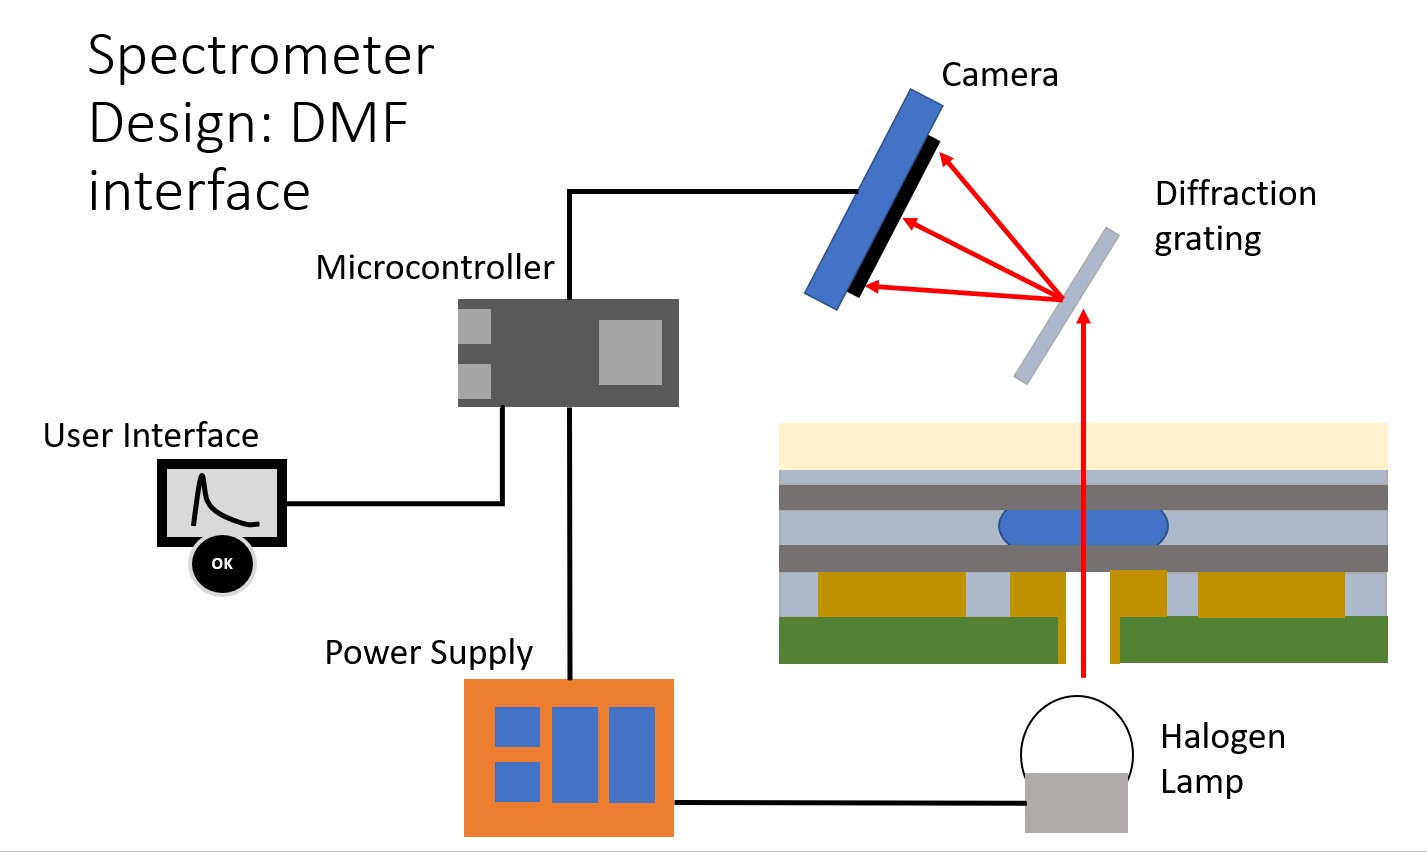 Spectrometer
Design: DMF
interface
Camera
Diffraction
grating
Microcontroller
User Interface
OK
Power Supply
Halogen
Lamp